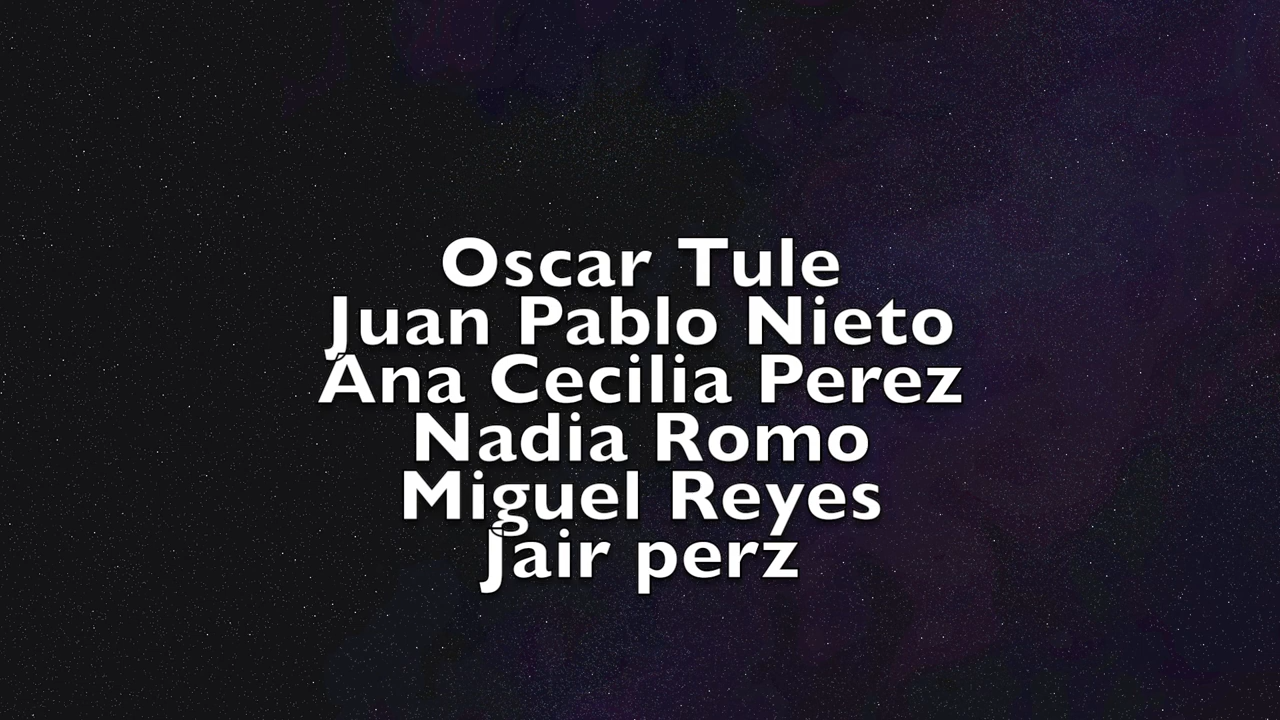 Oscar Tule
Juan Pablo Nieto
Ana Cecilia Perez
Nadia Romo
Miguel Reyes
Jair perz